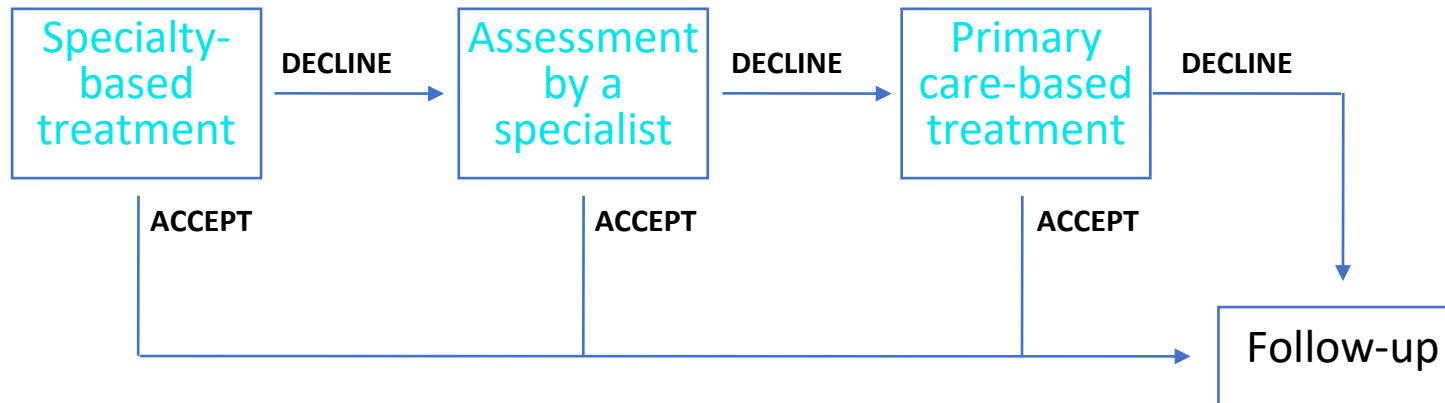 Specialty-
based
treatment
DECLINE
Assessment
by a
specialist
DECLINE
Primary
care-based
treatment
DECLINE
ACCEPT
ACCEPT
ACCEPT
Follow-up